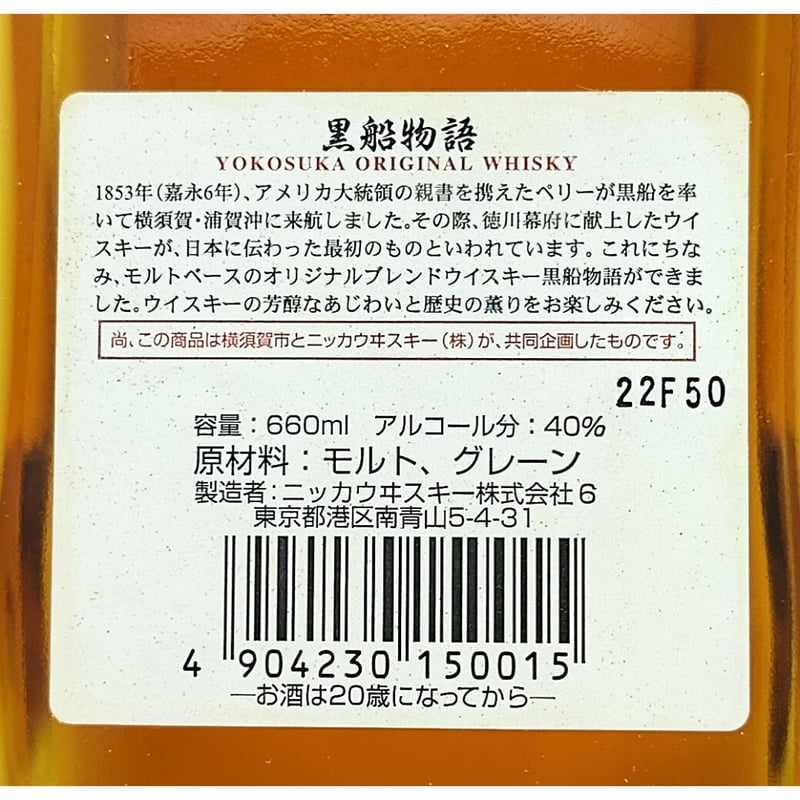 黒船物語
YOKOSUKA ORIGINAL WHISKY
1853年(嘉永6年)、アメリカ大統領の親書を携えたペリーが黒船を率
いて横須賀・浦賀沖に来航しました。その際、徳川幕府に献上したウイ
スキーが、日本に伝わった最初のものといわれています。これにちな
み、モルトベースのオリジナルブレンドウイスキー黒船物語ができま
した。ウイスキーの芳醇なあじわいと歴史の薫りをお楽しみください。
尚、この商品は横須賀市とニッカウヰスキー(株)が、共同企画したものです。
22F50
容量:660ml アルコール分:40%
原材料:モルト、グレーン
製造者:ニッカウヰスキー株式会社6
東京都港区南青山5-4-31
4 904230 150015
―お酒は20歳になってから―